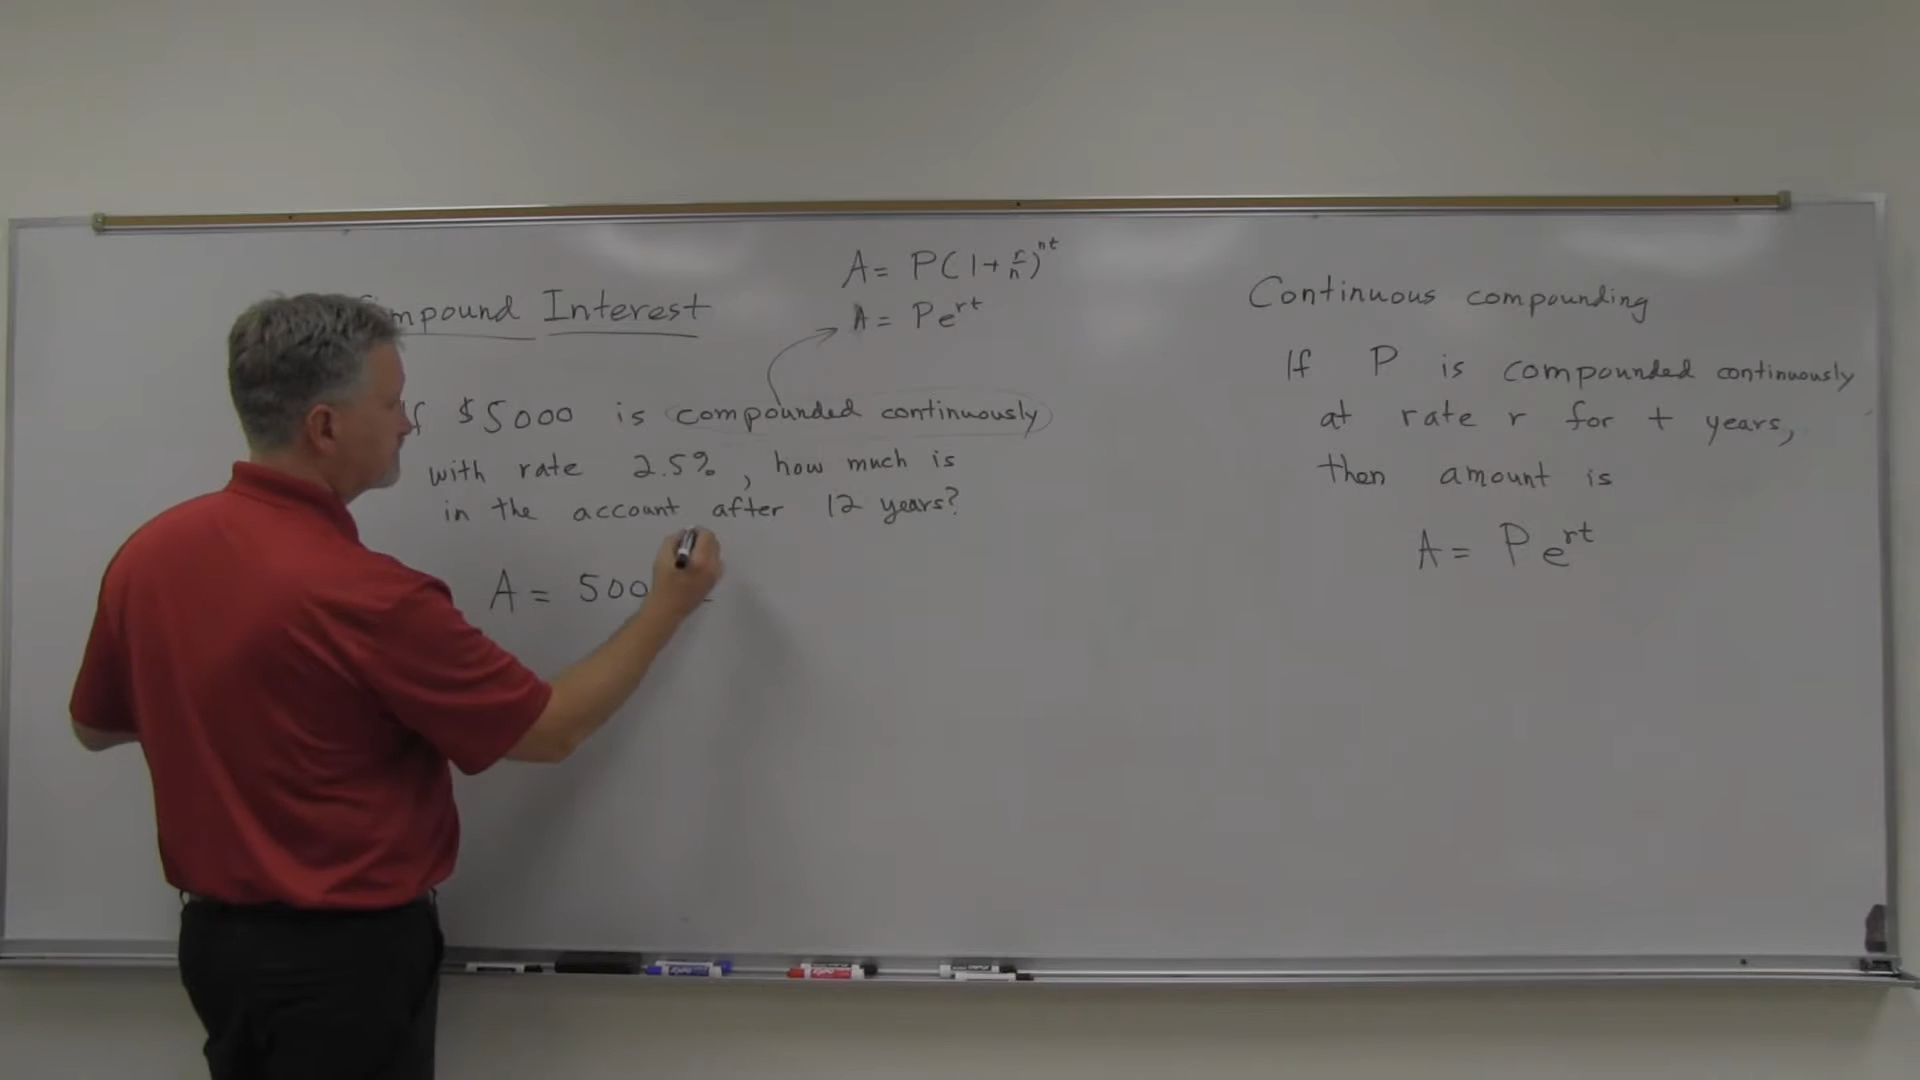 mpound Interest
A = P(1+ r/n)^nt
A = Pe^rt
If $5000 is compounded continuously
with rate 2.5%, how much is
in the account after 12 years?
A = 500
Continuous compounding
If P is compounded continuously
at rate r for t years,
then amount is
A = Pe^rt